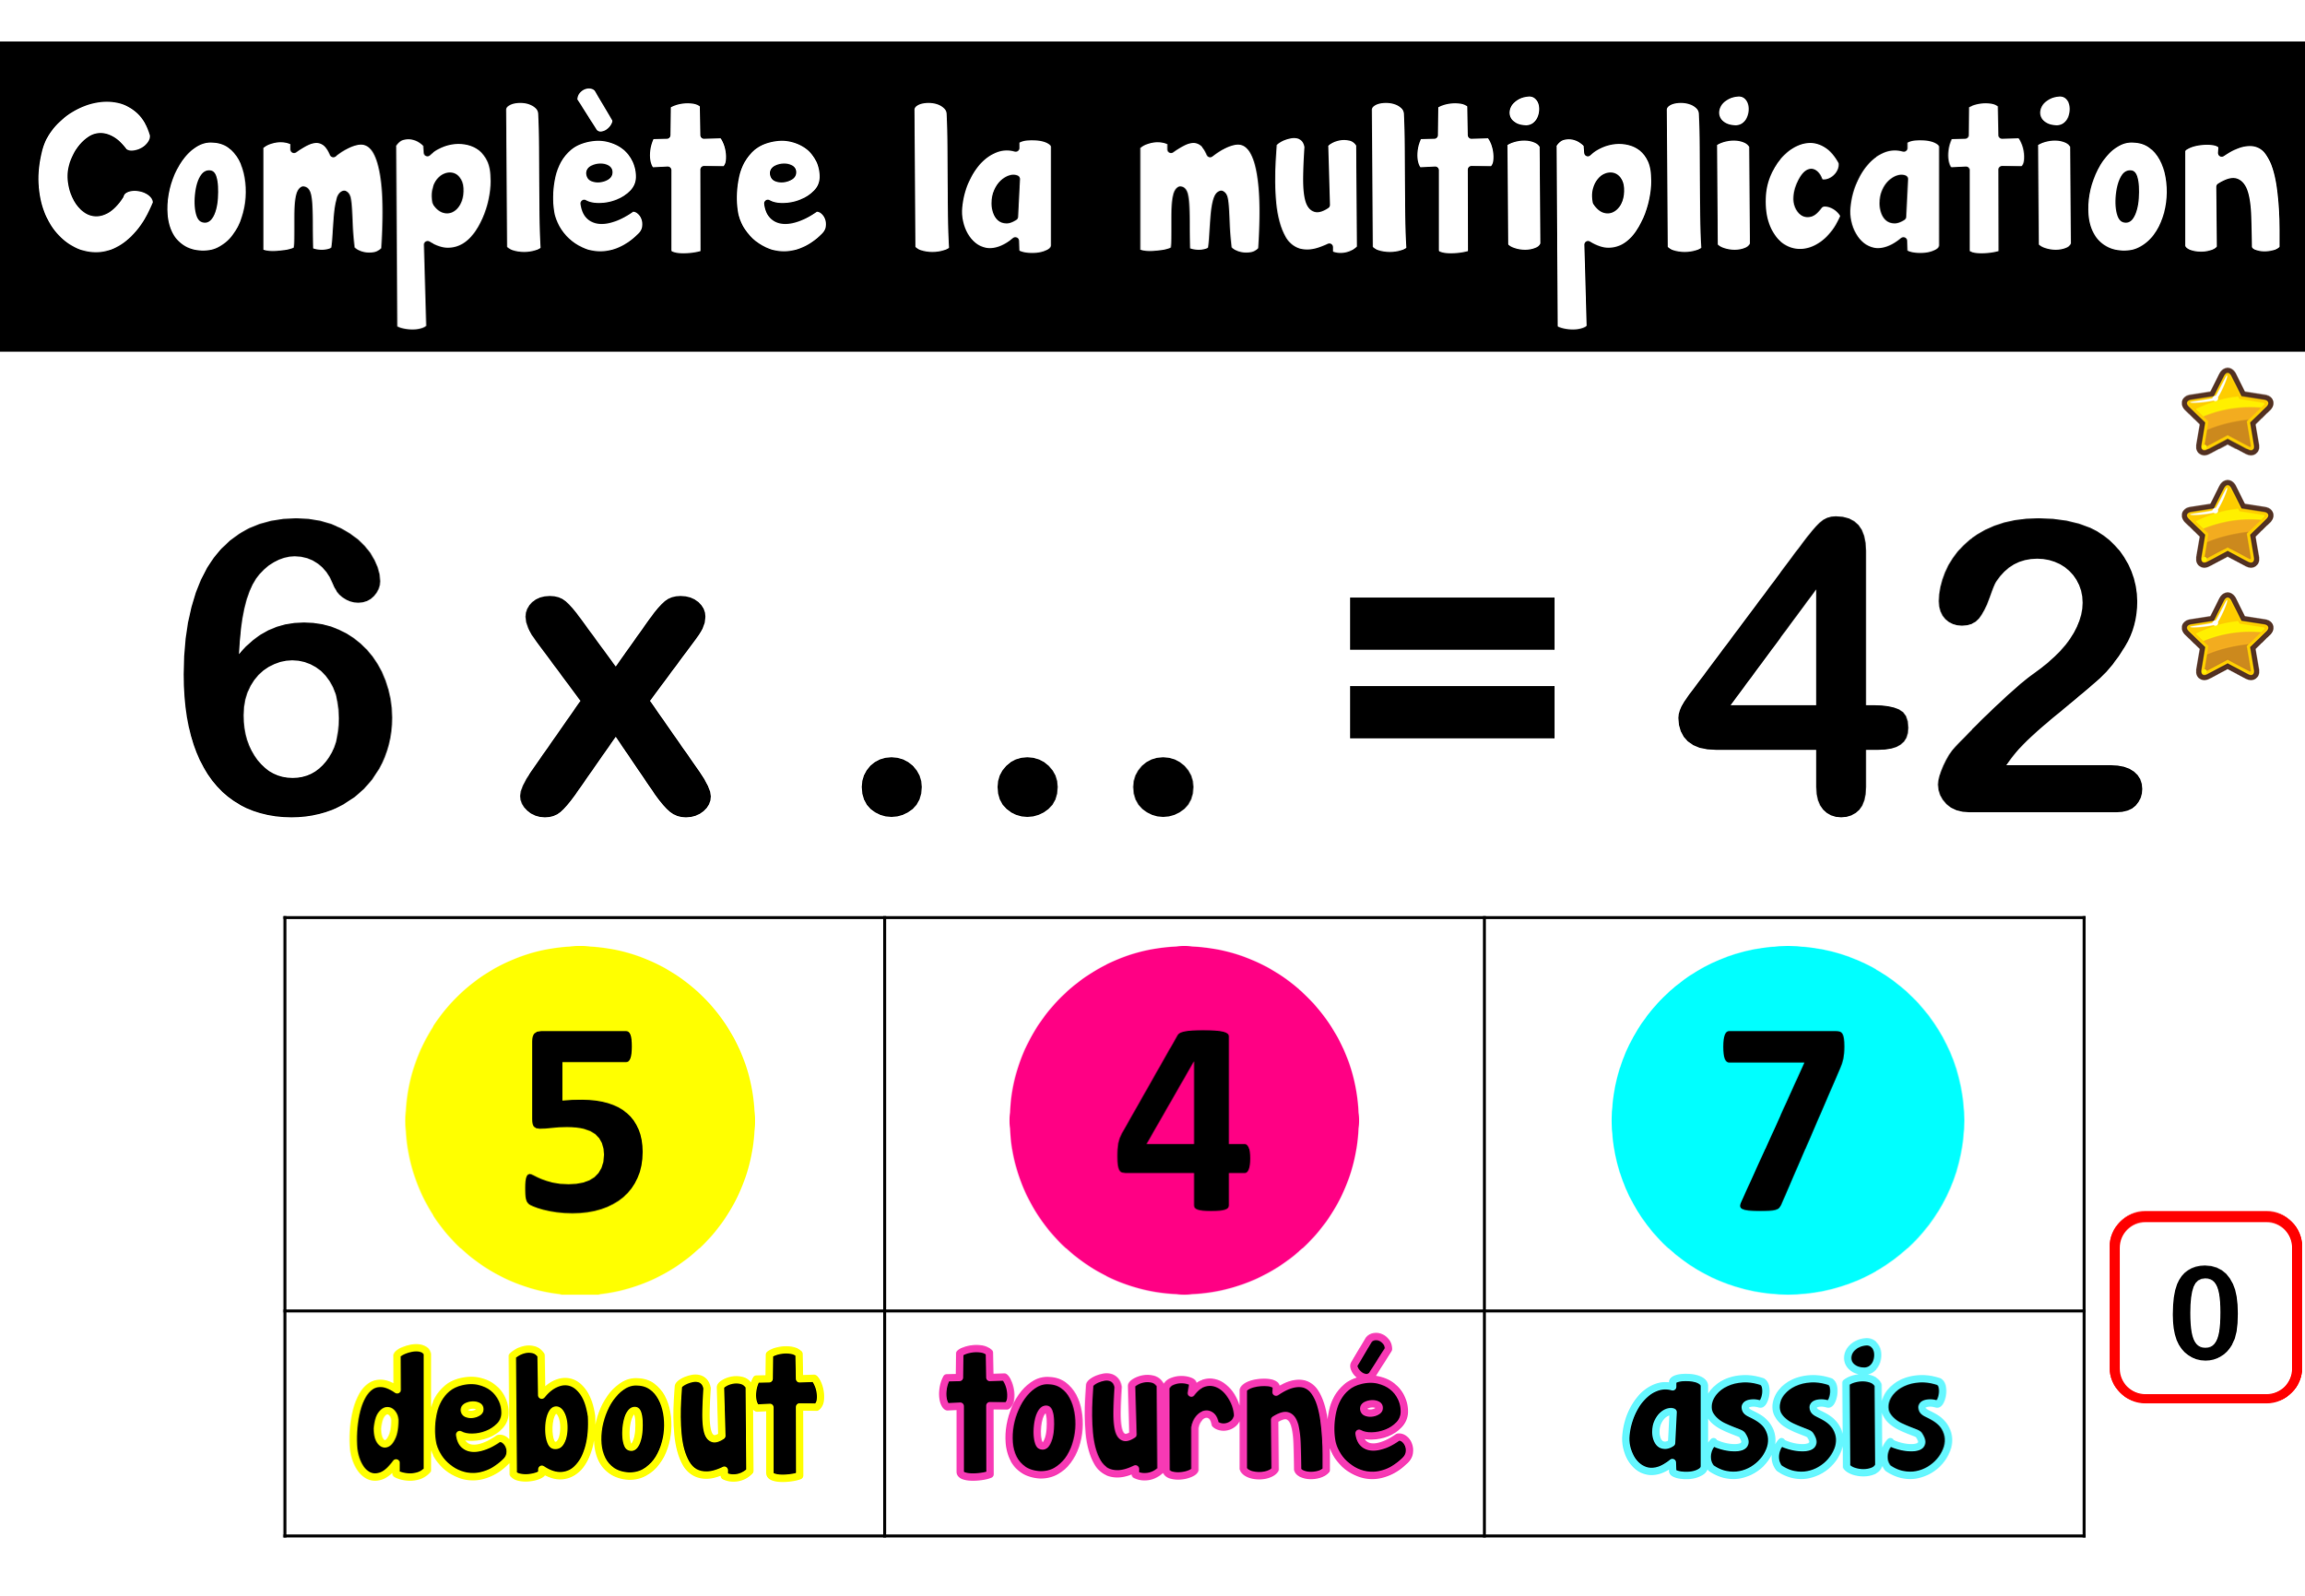 Complète la multiplication
6 x ... = 42
5 4 7
0
debout tourné assis